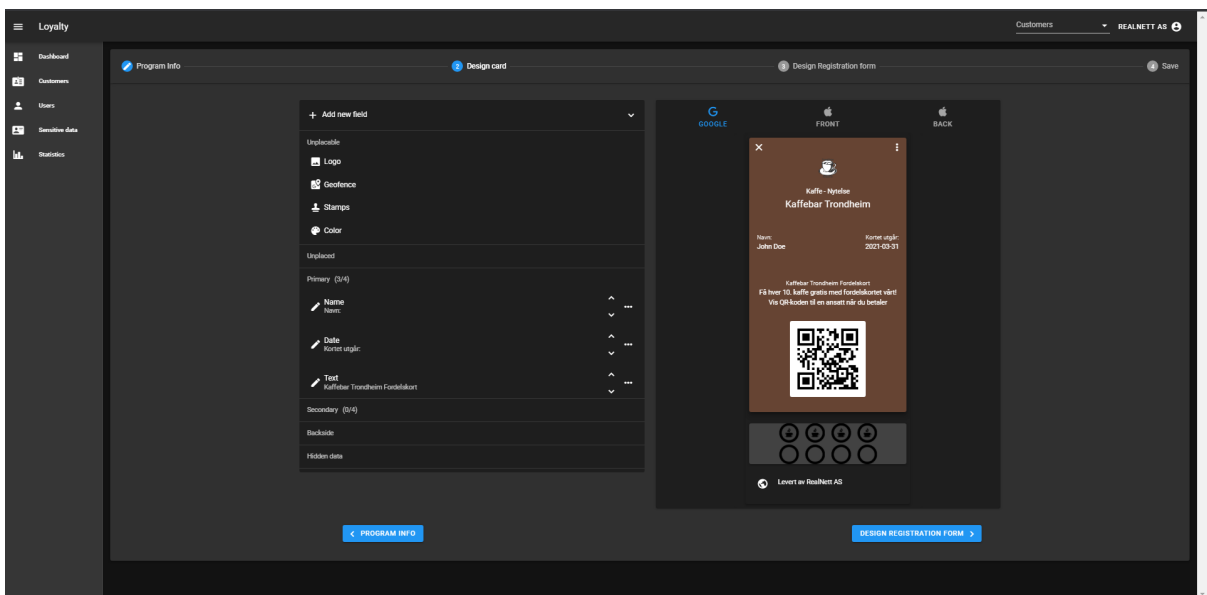 Loyalty
Customers
REALNETT AS
Dashboard
Customers
Users
Sensitive data
Statistics
Program Info
2 Design card
3 Design Registration form
4 Save
Add new field
Unplacable
Logo
Geofence
Stamps
Color
Unplaced
Primary (3/4)
Name
Navn:
Date
Kortet utgår:
Text
Kaffebar Trondheim Fordelskort
Secondary (0/4)
Backside
Hidden data
GOOGLE
FRONT
BACK
Kaffe - Nytelse
Kaffebar Trondheim
Navn: Kortet utgår:
John Doe 2021-03-31
Kaffebar Trondheim Fordelskort
Få hver 10. kaffe gratis med fordelskortet vårt!
Vis QR-koden til en ansatt når du betaler
Levert av RealNett AS
PROGRAM INFO
DESIGN REGISTRATION FORM